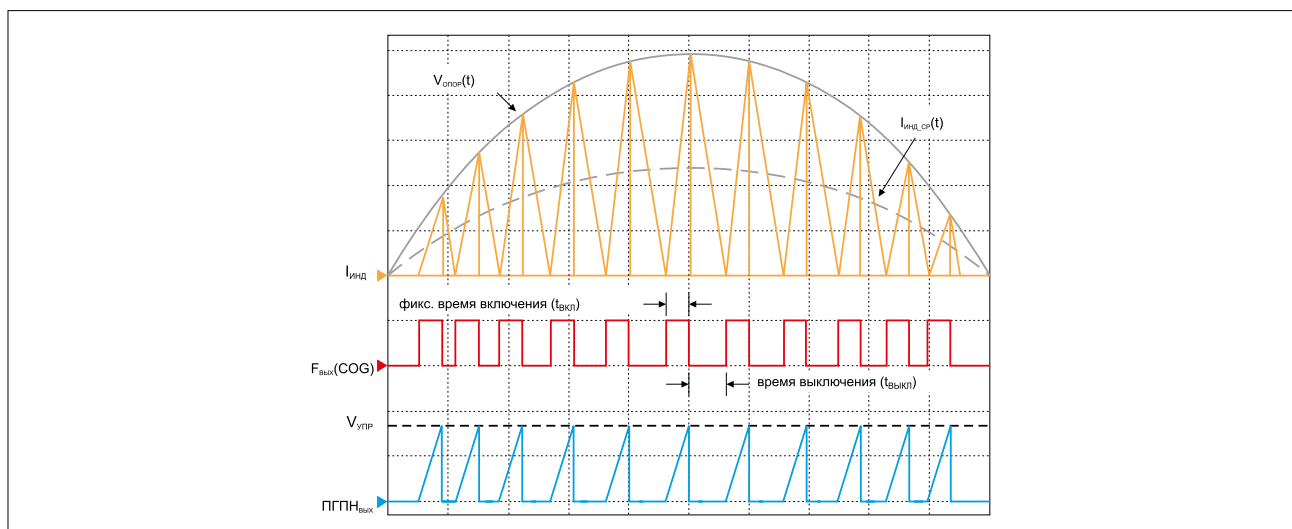 VОПОР(t)
IИНД_СР(t)
IИНД
фикс. время включения (tВКЛ)
FВЫХ(COG)
время выключения (tВЫКЛ)
VУПР
ПГПНВЫХ